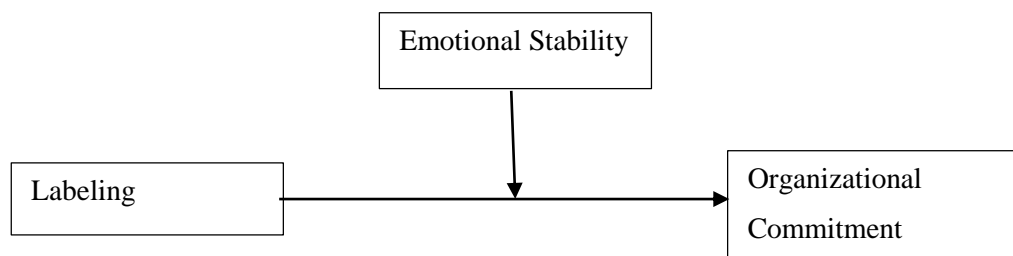 Emotional Stability
Labeling
Organizational
Commitment